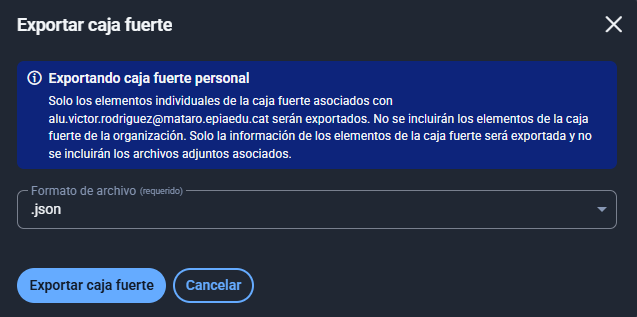 Exportar caja fuerte
Exportando caja fuerte personal
Solo los elementos individuales de la caja fuerte asociados con
alu.victor.rodriguez@mataro.epiaedu.cat serán exportados. No se incluirán los elementos de la caja
fuerte de la organización. Solo la información de los elementos de la caja fuerte será exportada y no
se incluirán los archivos adjuntos asociados.
Formato de archivo (requerido)
.json
Exportar caja fuerte
Cancelar